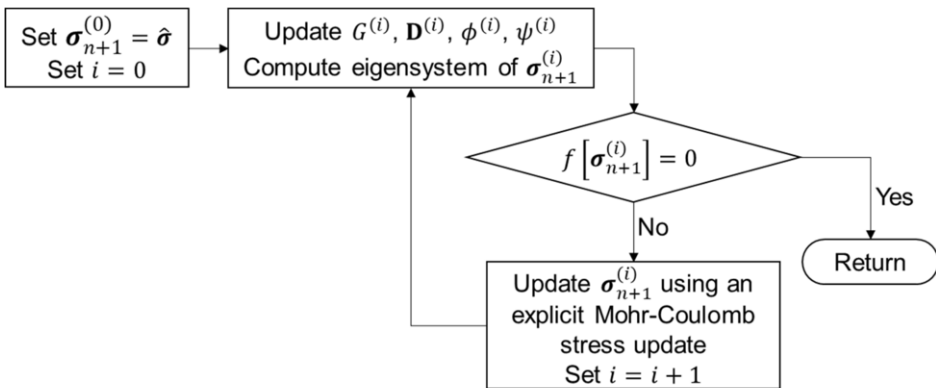 Set σ_{n+1}^{(0)} = σ̂
Set i = 0
Update G^{(i)}, D^{(i)}, ϕ^{(i)}, ψ^{(i)}
Compute eigensystem of σ_{n+1}^{(i)}
f [σ_{n+1}^{(i)}] = 0
Yes
No
Return
Update σ_{n+1}^{(i)} using an
explicit Mohr-Coulomb
stress update
Set i = i + 1